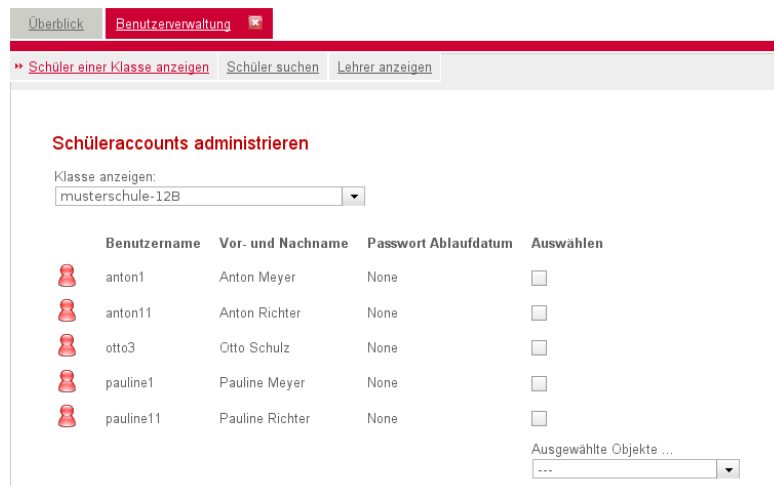 Überblick Benutzerverwaltung
Schüler einer Klasse anzeigen Schüler suchen Lehrer anzeigen
Schüleraccounts administrieren
Klasse anzeigen:
musterschule-12B
Benutzername Vor- und Nachname Passwort Ablaufdatum Auswählen
anton1 Anton Meyer None
anton11 Anton Richter None
otto3 Otto Schulz None
pauline1 Pauline Meyer None
pauline11 Pauline Richter None
Ausgewählte Objekte ...
---